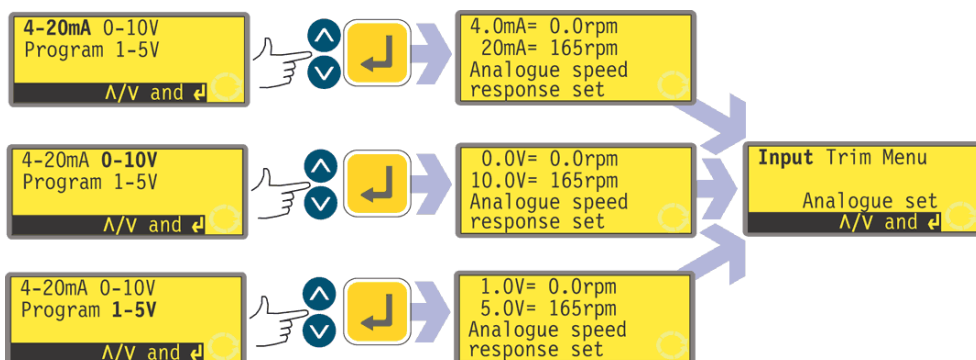 4-20mA 0-10V
Program 1-5V
∧/∨ and ↵
4.0mA= 0.0rpm
20mA= 165rpm
Analogue speed
response set
4-20mA 0-10V
Program 1-5V
∧/∨ and ↵
0.0V= 0.0rpm
10.0V= 165rpm
Analogue speed
response set
Input Trim Menu
Analogue set
∧/∨ and ↵
4-20mA 0-10V
Program 1-5V
∧/∨ and ↵
1.0V= 0.0rpm
5.0V= 165rpm
Analogue speed
response set